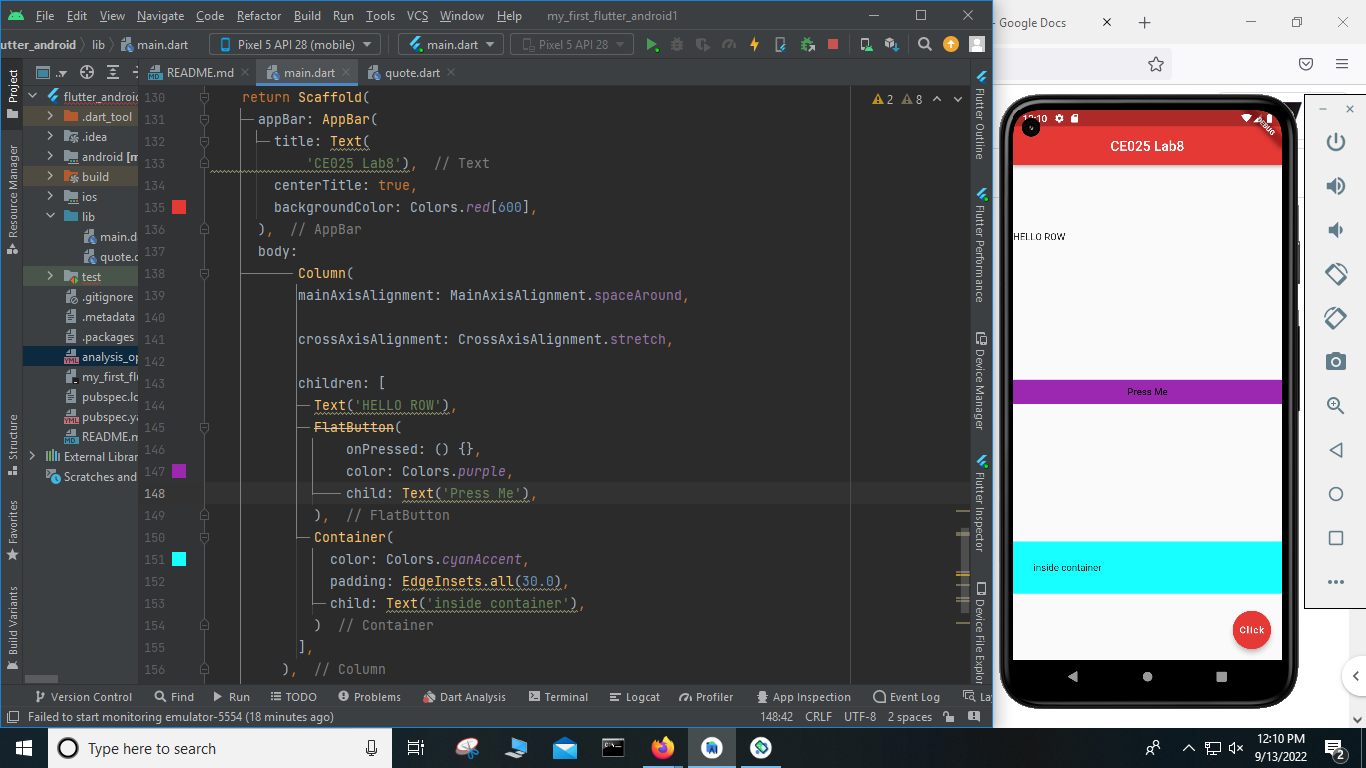 File Edit View Navigate Code Refactor Build Run Tools VCS Window Help my_first_flutter_android1
- Google Docs
utter_android lib main.dart Pixel 5 API 28 (mobile) main.dart Pixel 5 API 28
Project
..
README.md main.dart quote.dart
flutter_android
.dart_tool
.idea
android [m
build
ios
lib
main.da
quote.d
test
.gitignore
.metadata
.packages
analysis_op
my_first_flu
pubspec.lo
pubspec.ya
README.m
External Librar
Scratches and
Resource Manager
Structure
Favorites
Build Variants
2 8
130 return Scaffold(
131 appBar: AppBar(
132 title: Text(
133 'CE025 Lab8'), // Text
134 centerTitle: true,
135 backgroundColor: Colors.red[600],
136 ), // AppBar
137 body:
138 Column(
139 mainAxisAlignment: MainAxisAlignment.spaceAround,
140
141 crossAxisAlignment: CrossAxisAlignment.stretch,
142
143 children: [
144 Text('HELLO ROW'),
145 FlatButton(
146 onPressed: () {},
147 color: Colors.purple,
148 child: Text('Press Me'),
149 ), // FlatButton
150 Container(
151 color: Colors.cyanAccent,
152 padding: EdgeInsets.all(30.0),
153 child: Text('inside container'),
154 ) // Container
155 ],
156 ), // Column
Flutter Outline
Flutter Performance
Device Manager
Flutter Inspector
Device File Explor
12:10
DEBUG
CE025 Lab8
HELLO ROW
Press Me
inside container
Click
Version Control Find Run TODO Problems Dart Analysis Terminal Logcat Profiler App Inspection Event Log La
Failed to start monitoring emulator-5554 (18 minutes ago) 148:42 CRLF UTF-8 2 spaces
Type here to search
12:10 PM
9/13/2022
2